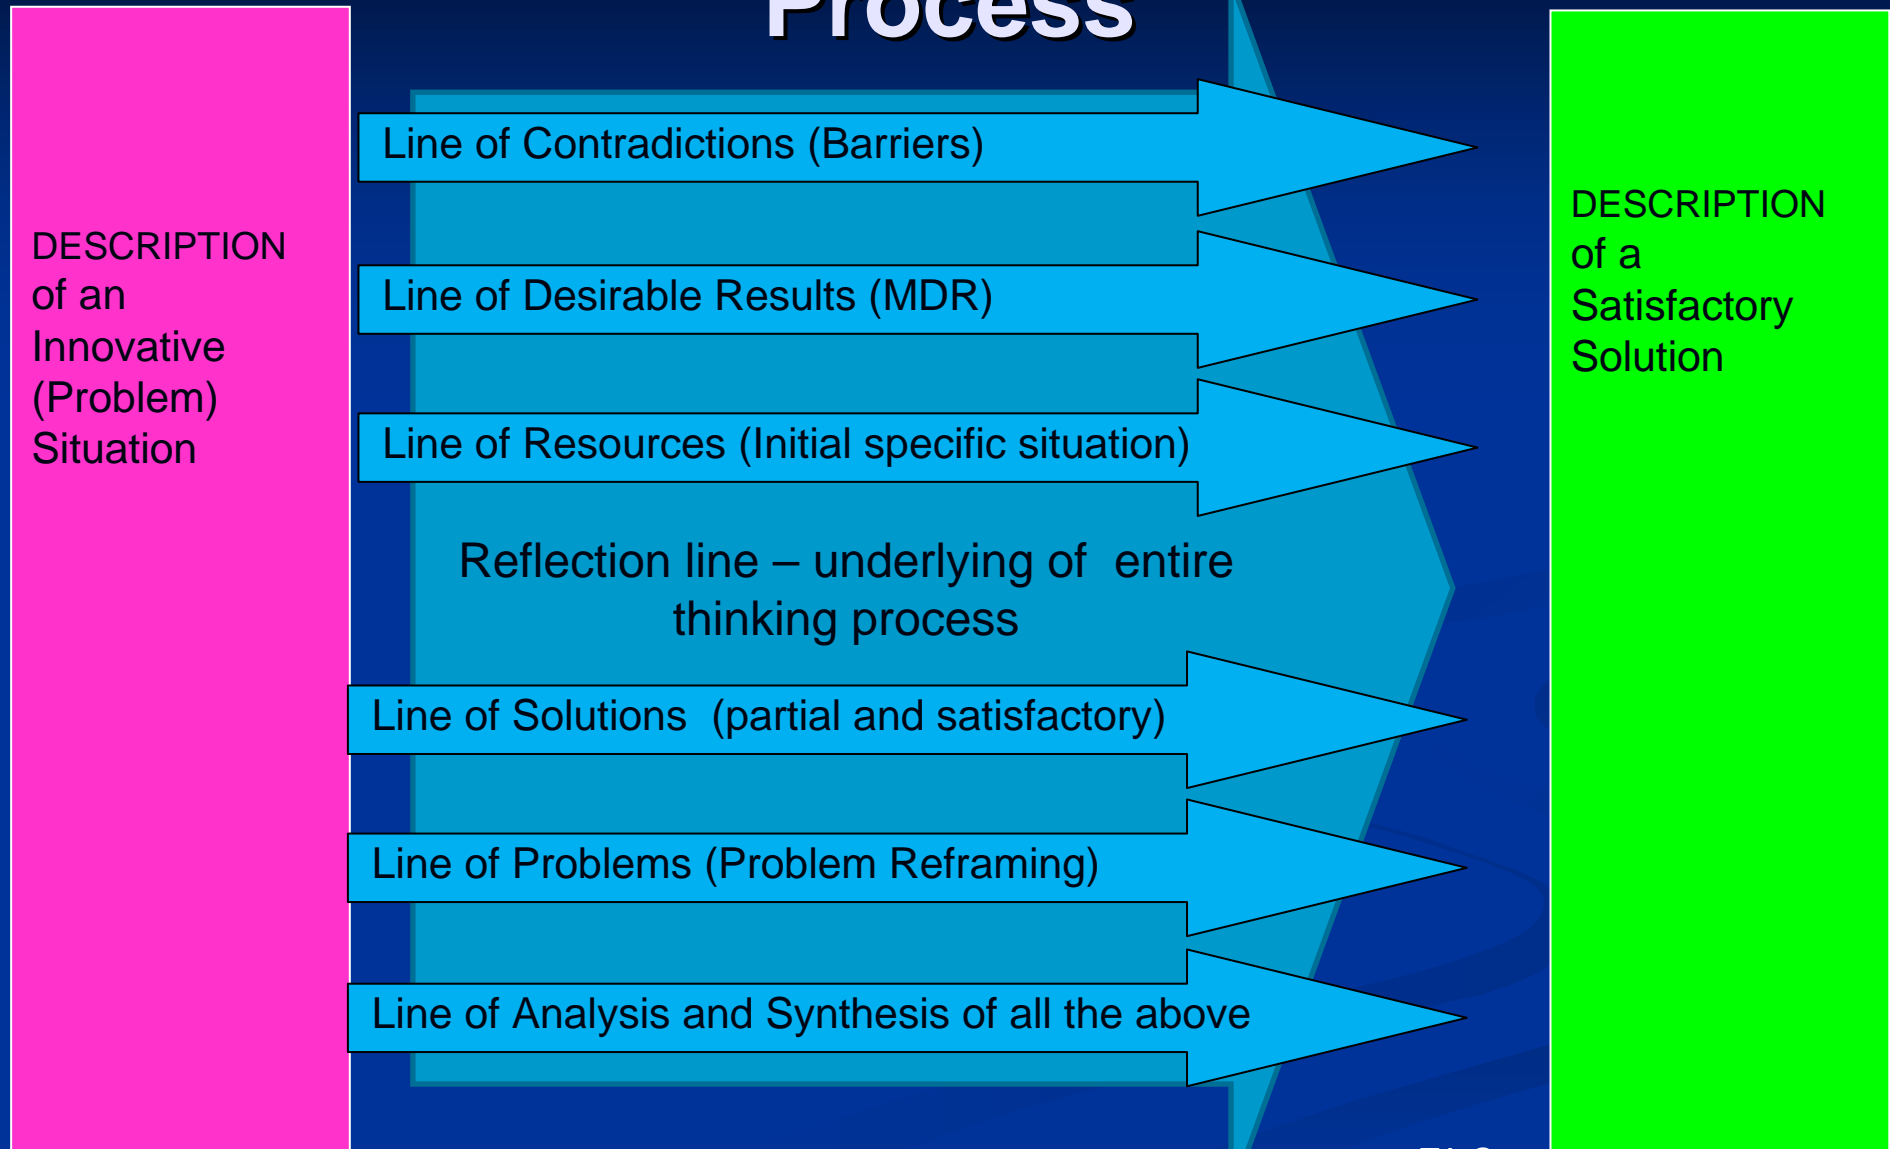 Process
DESCRIPTION
of an
Innovative
(Problem)
Situation
Line of Contradictions (Barriers)
Line of Desirable Results (MDR)
Line of Resources (Initial specific situation)
Reflection line – underlying of  entire
thinking process
Line of Solutions  (partial and satisfactory)
Line of Problems (Problem Reframing)
Line of Analysis and Synthesis of all the above
DESCRIPTION
of a
Satisfactory
Solution